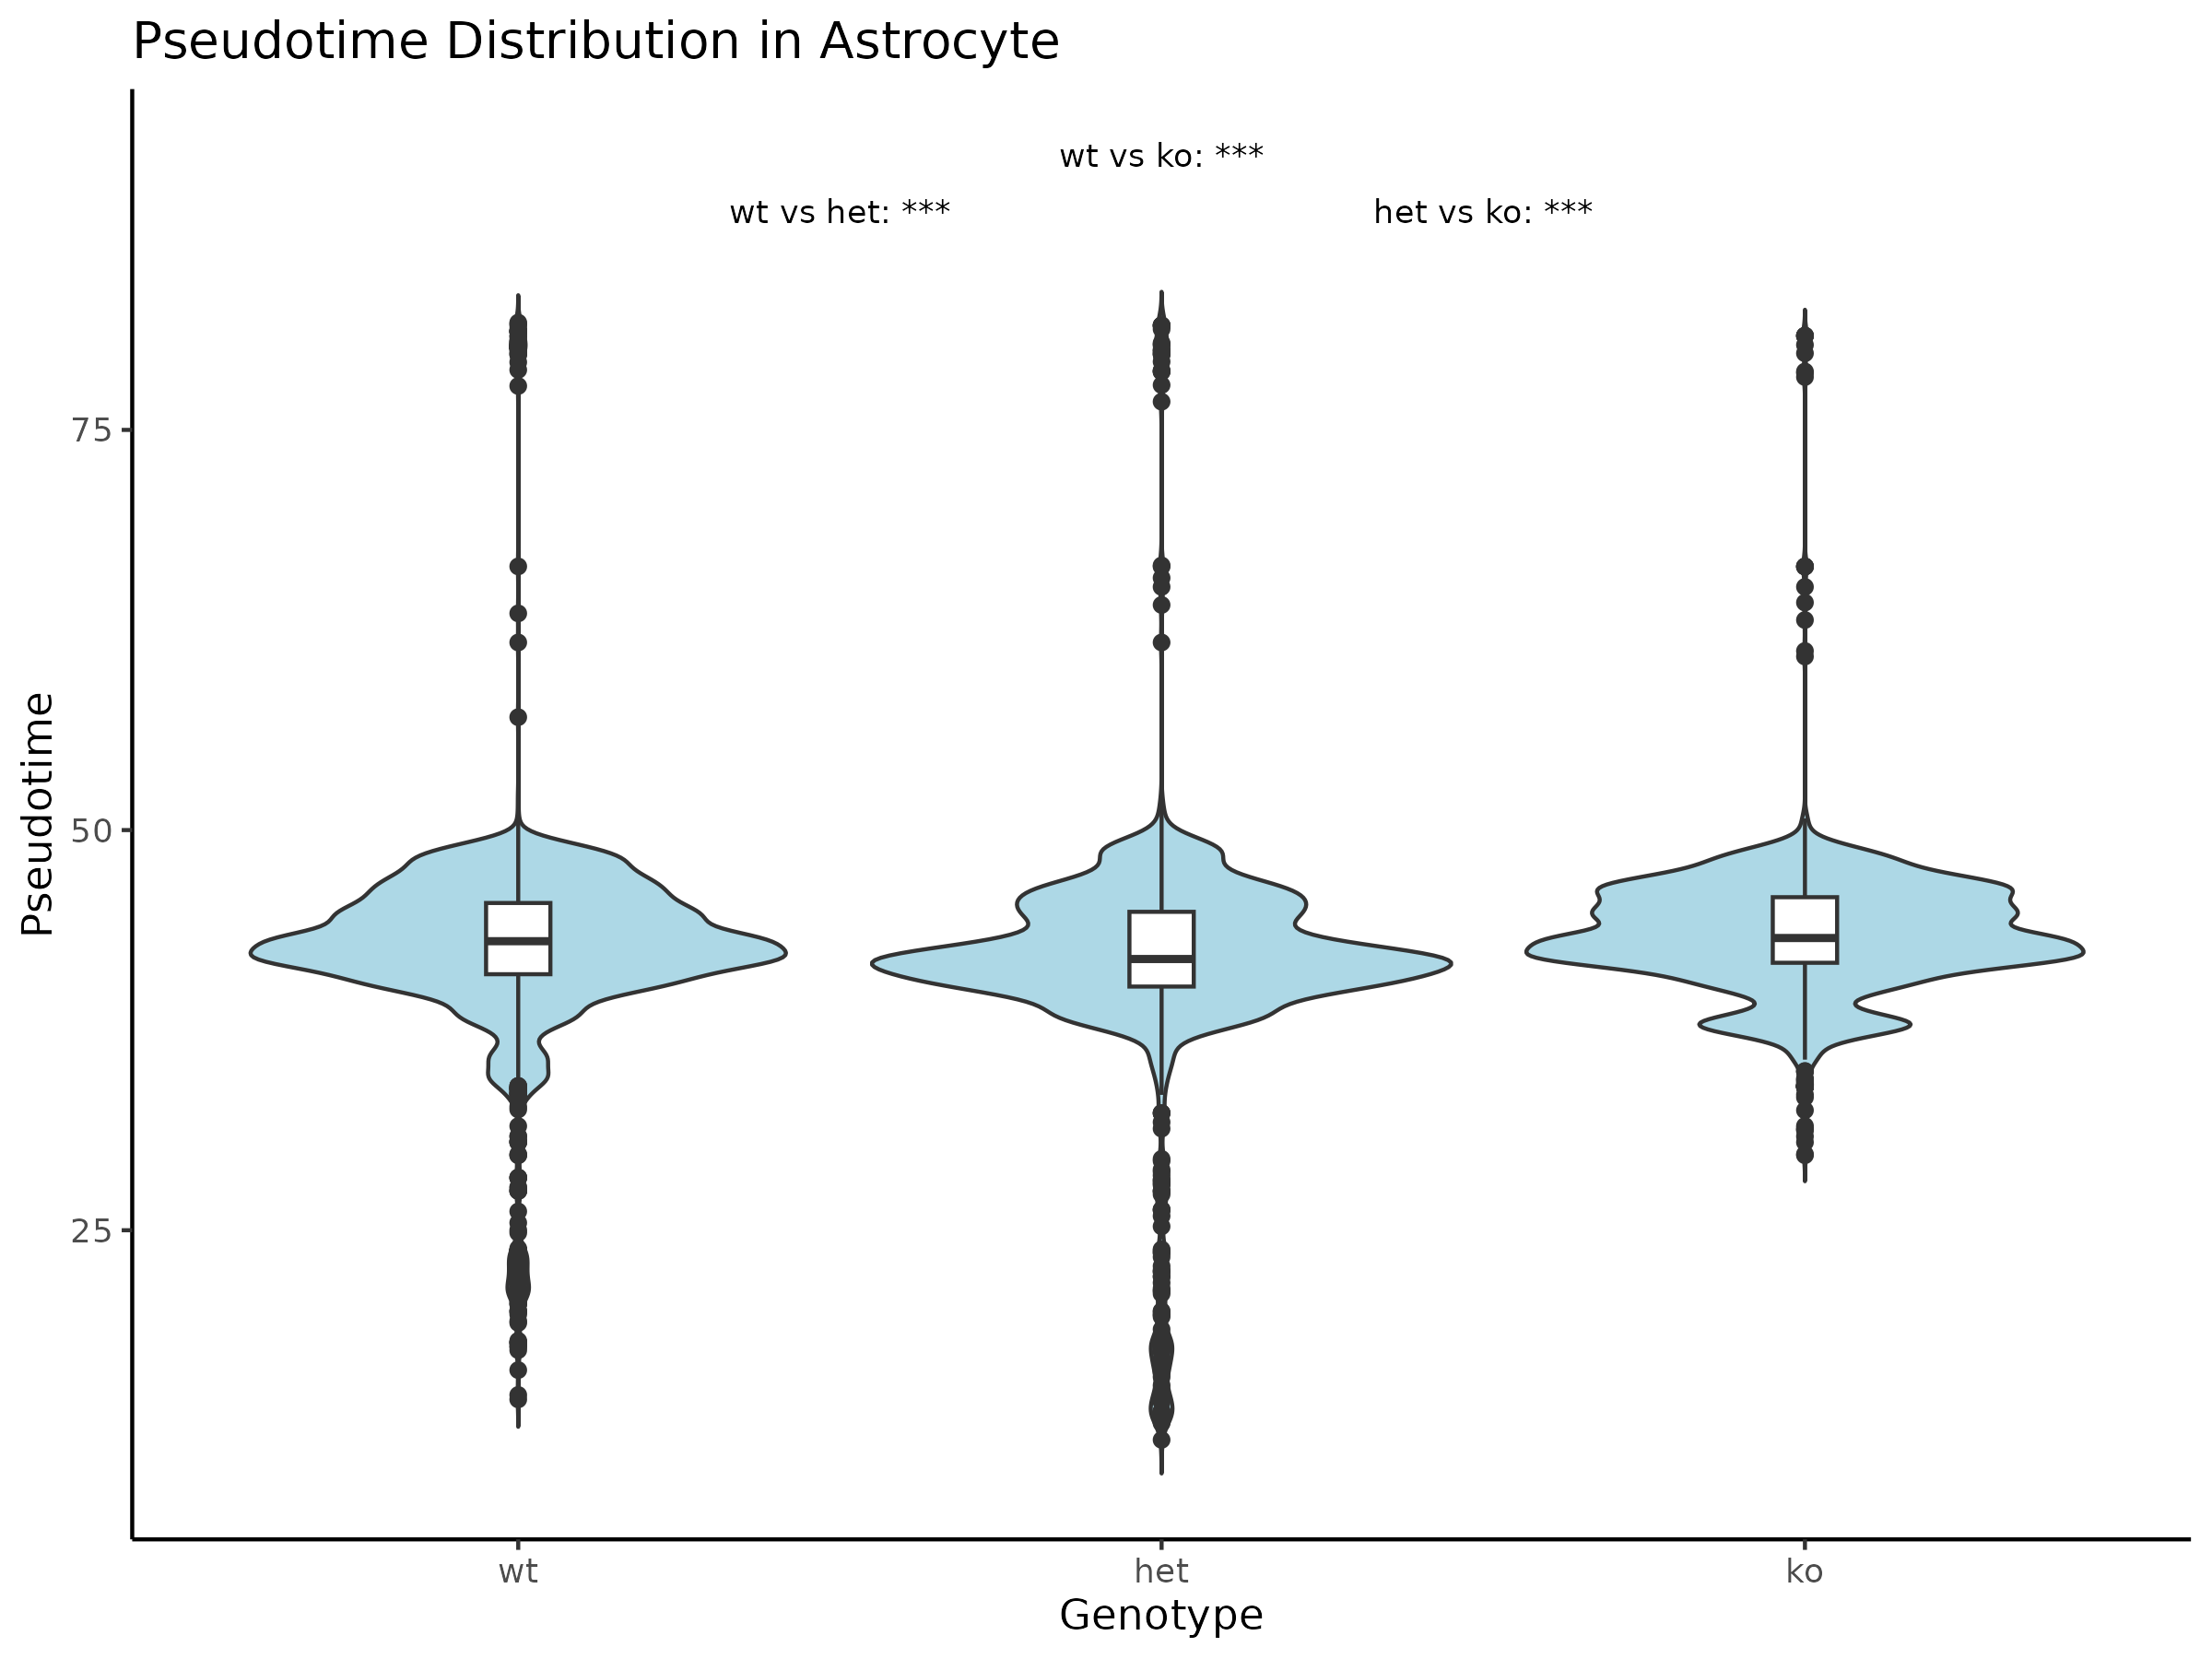 Pseudotime Distribution in Astrocyte
wt vs ko: ***
wt vs het: ***
het vs ko: ***
Pseudotime
75
50
25
wt
het
ko
Genotype